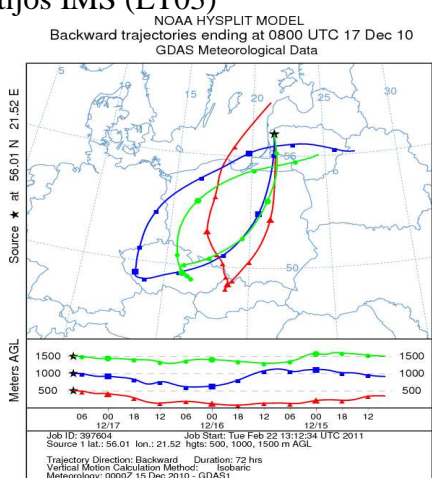 tijos IMS (LT03)
NOAA HYSPLIT MODEL
Backward trajectories ending at 0800 UTC 17 Dec 10
GDAS Meteorological Data
5
15
20
25
30
55
50
Source ★ at 56.01 N 21.52 E
Meters AGL
1500
1000
500
1500
1000
500
06 00 18 12 06 00 18 12 06 00 18 12
12/17 12/16 12/15
Job ID: 397604 Job Start: Tue Feb 22 13:12:34 UTC 2011
Source 1 lat.: 56.01 lon.: 21.52 hgts: 500, 1000, 1500 m AGL
Trajectory Direction: Backward Duration: 72 hrs
Vertical Motion Calculation Method: Isobaric
Meteorology: 0000Z 15 Dec 2010 - GDAS1